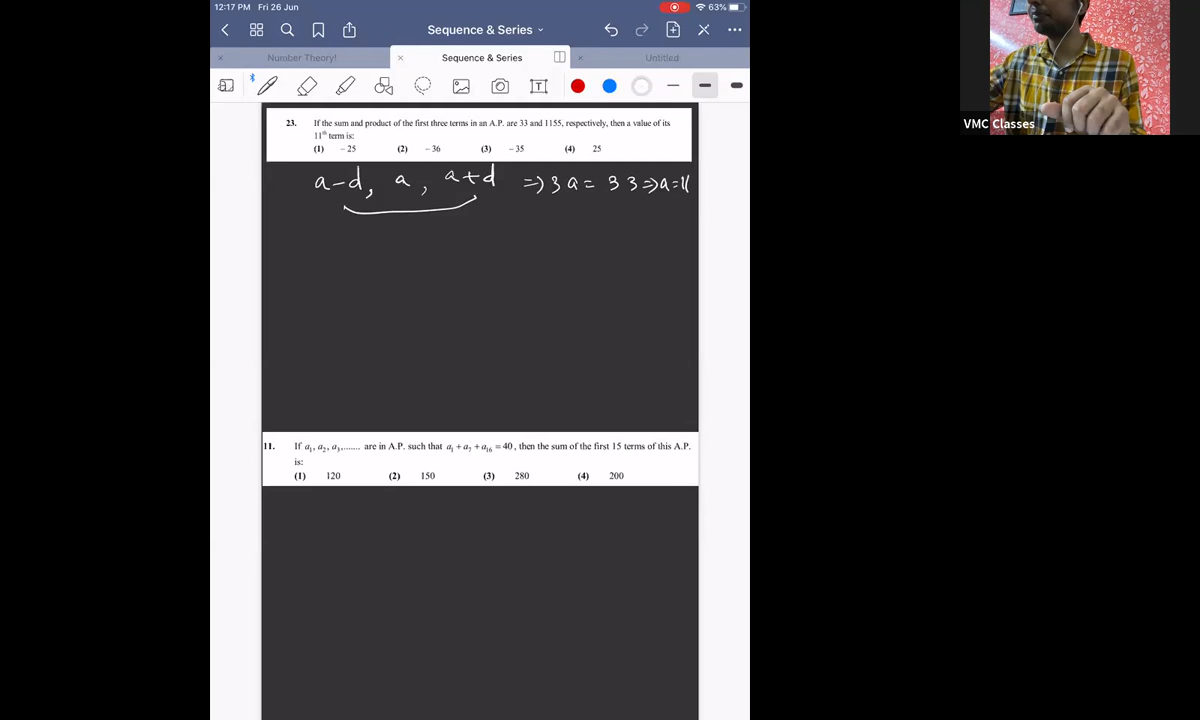 12:17 PM Fri 26 Jun 63%
Sequence & Series
Number Theory! Sequence & Series Untitled
T
23. If the sum and product of the first three terms in an A.P. are 33 and 1155, respectively, then a value of its
11th term is:
(1) – 25 (2) – 36 (3) – 35 (4) 25
a-d, a, a+d => 3a = 33 => a=11
11. If a₁, a₂, a₃,....... are in A.P. such that a₁ + a₇ + a₁₆ = 40, then the sum of the first 15 terms of this A.P.
is:
(1) 120 (2) 150 (3) 280 (4) 200
VMC Classes